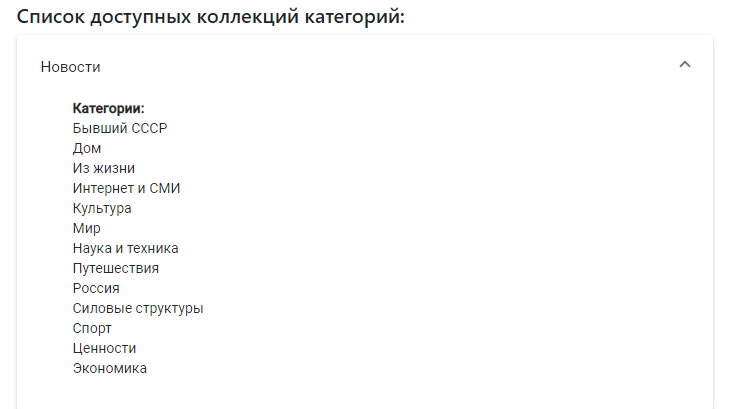 Список доступных коллекций категорий:
Новости
Категории:
Бывший СССР
Дом
Из жизни
Интернет и СМИ
Культура
Мир
Наука и техника
Путешествия
Россия
Силовые структуры
Спорт
Ценности
Экономика